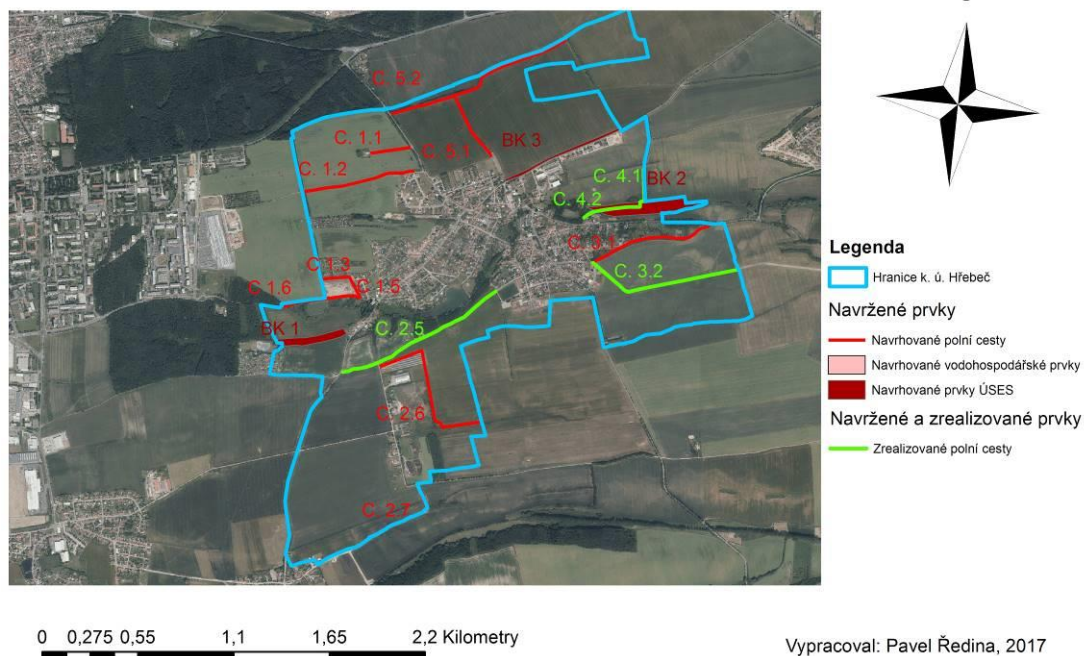 C. 5.2
C. 1.1
C. 5.1
BK 3
C. 1.2
C. 4.1
BK 2
C. 4.2
C. 3.1
C 1.3
C. 3.2
C 1.6
C 1.5
BK 1
C. 2.5
C. 2.6
C. 2.7
Legenda
Hranice k. ú. Hřebeč
Navržené prvky
Navrhované polní cesty
Navrhované vodohospodářské prvky
Navrhované prvky ÚSES
Navržené a zrealizované prvky
Zrealizované polní cesty
0 0,275 0,55 1,1 1,65 2,2 Kilometry
Vypracoval: Pavel Ředina, 2017